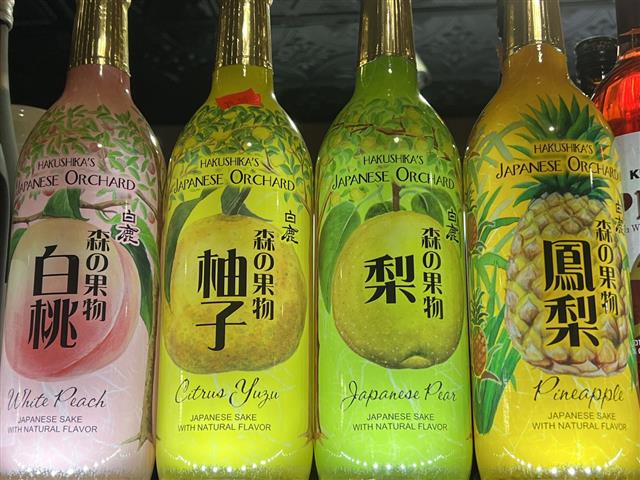 HAKUSHIKA'S
JAPANESE ORCHARD
白鹿
森の果物
白桃
White Peach
JAPANESE SAKE
WITH NATURAL FLAVOR
HAKUSHIKA'S
JAPANESE ORCHARD
白鹿
森の果物
柚子
Citrus Yuzu
JAPANESE SAKE
WITH NATURAL FLAVOR
HAKUSHIKA'S
JAPANESE ORCHARD
白鹿
森の果物
梨
Japanese Pear
JAPANESE SAKE
WITH NATURAL FLAVOR
HAKUSHIKA'S
JAPANESE ORCHARD
白鹿
森の果物
鳳梨
Pineapple
JAPANESE SAKE
WITH NATURAL FLAVOR